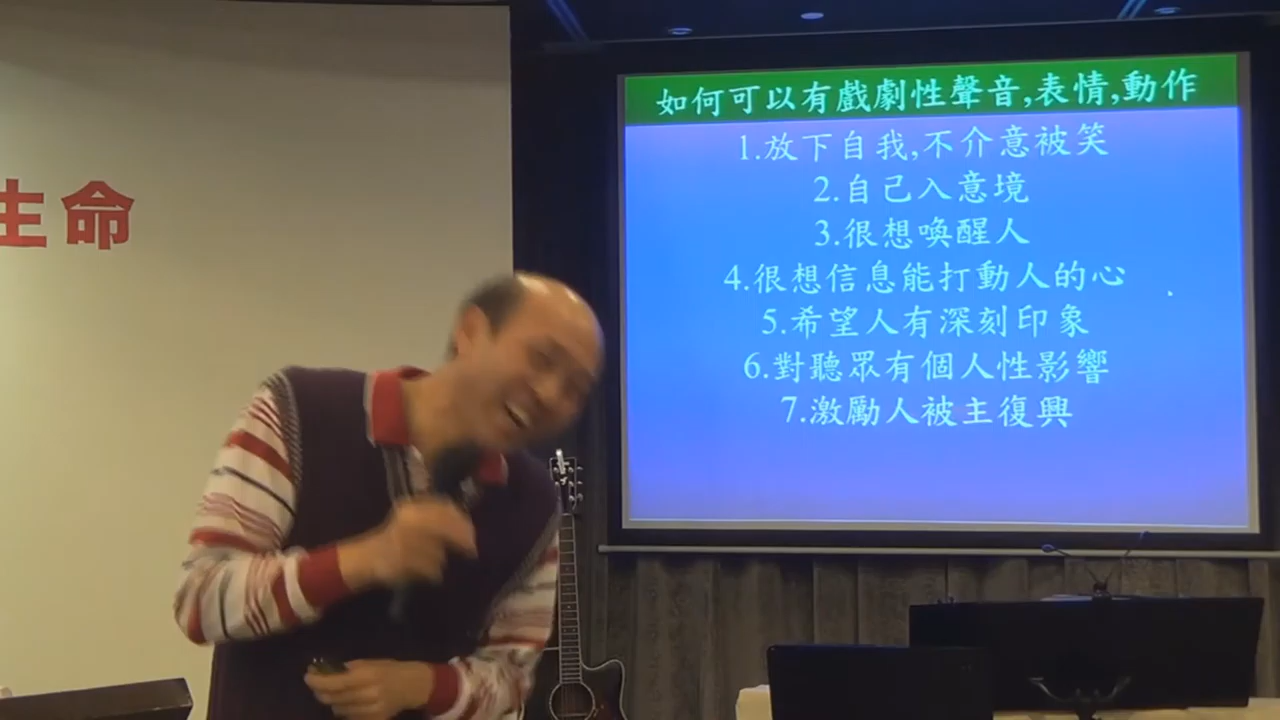 生命
如何可以有戲劇性聲音,表情,動作
1.放下自我,不介意被笑
2.自己入意境
3.很想喚醒人
4.很想信息能打動人的心
5.希望人有深刻印象
6.對聽眾有個人性影響
7.激勵人被主復興